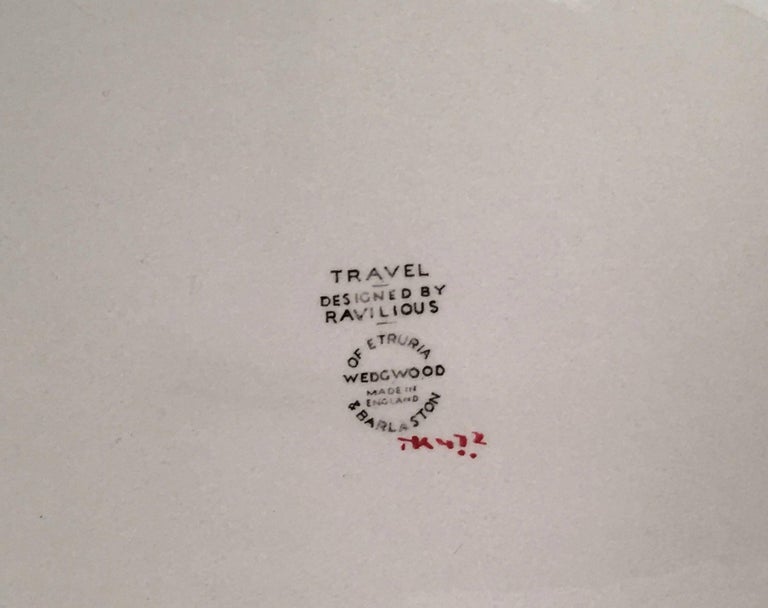 TRAVEL
DESIGNED BY
RAVILIOUS
OF ETRURIA
WEDGWOOD
MADE IN
ENGLAND
& BARLASTON